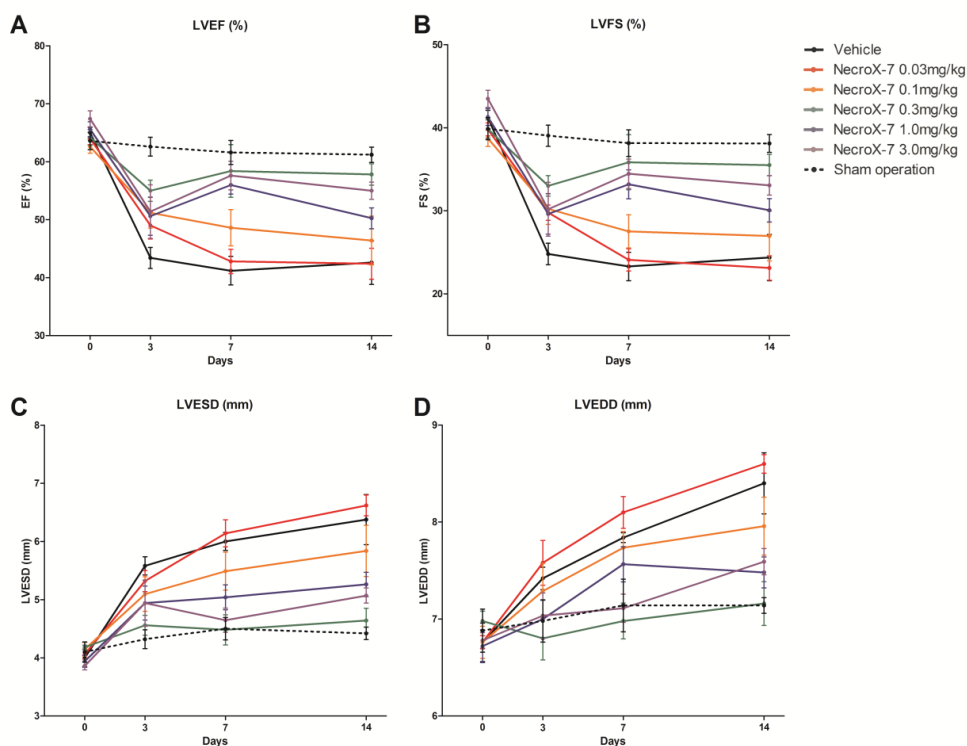 A
LVEF (%)
80
70
60
50
40
30
EF (%)
0 3 7 14
Days
B
LVFS (%)
50
40
30
20
FS (%)
0 3 7 14
Days
Vehicle
NecroX-7 0.03mg/kg
NecroX-7 0.1mg/kg
NecroX-7 0.3mg/kg
NecroX-7 1.0mg/kg
NecroX-7 3.0mg/kg
Sham operation
C
LVESD (mm)
8
7
6
5
4
3
LVESD (mm)
0 3 7 14
Days
D
LVEDD (mm)
9
8
7
6
LVEDD (mm)
0 3 7 14
Days